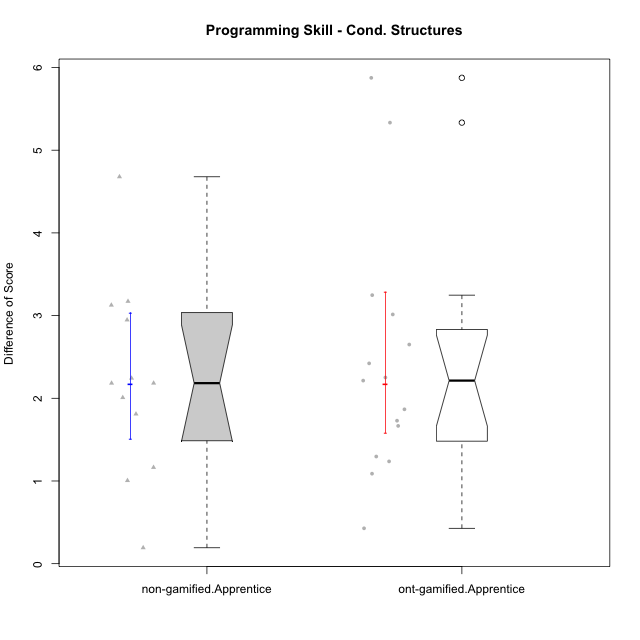 Programming Skill - Cond. Structures
Difference of Score
6
5
4
3
2
1
0
non-gamified.Apprentice
ont-gamified.Apprentice